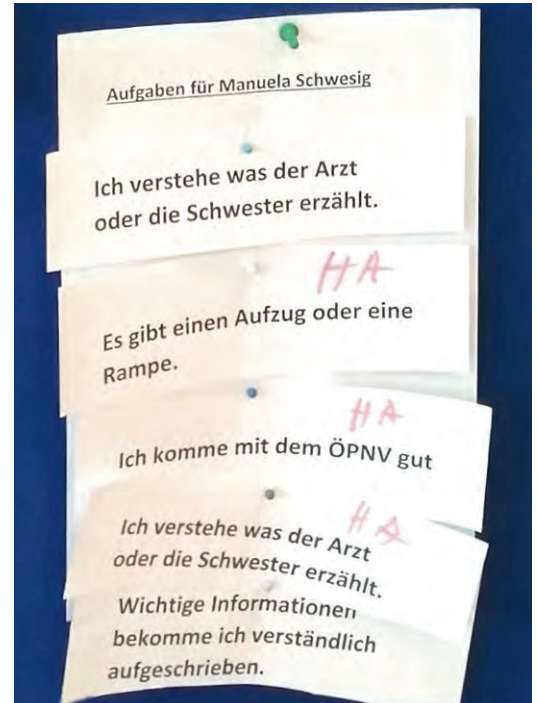 Aufgaben für Manuela Schwesig
Ich verstehe was der Arzt
oder die Schwester erzählt.
HA
Es gibt einen Aufzug oder eine
Rampe.
HA
Ich komme mit dem ÖPNV gut
HA
Ich verstehe was der Arzt
oder die Schwester erzählt.
Wichtige Informationen
bekomme ich verständlich
aufgeschrieben.